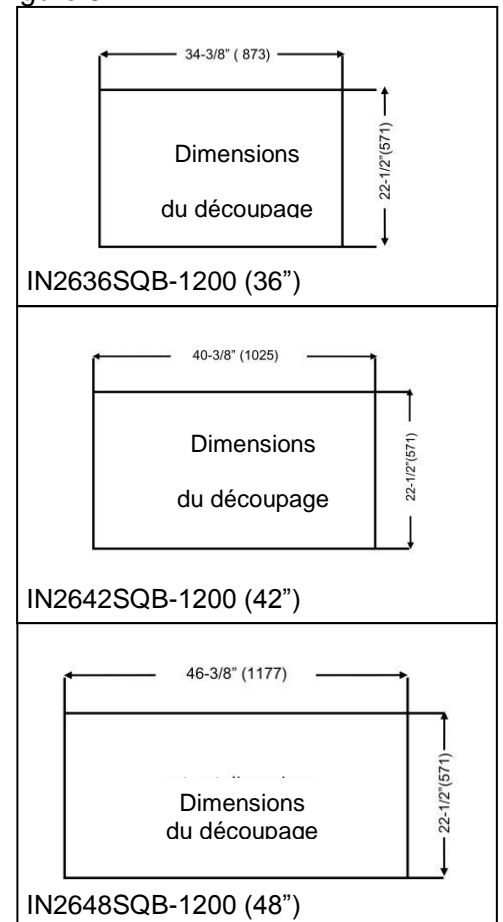 34-3/8" ( 873)
22-1/2"(571)
Dimensions
du découpage
IN2636SQB-1200 (36”)
40-3/8" (1025)
22-1/2"(571)
Dimensions
du découpage
IN2642SQB-1200 (42”)
46-3/8" (1177)
22-1/2"(571)
Dimensions
du découpage
IN2648SQB-1200 (48”)